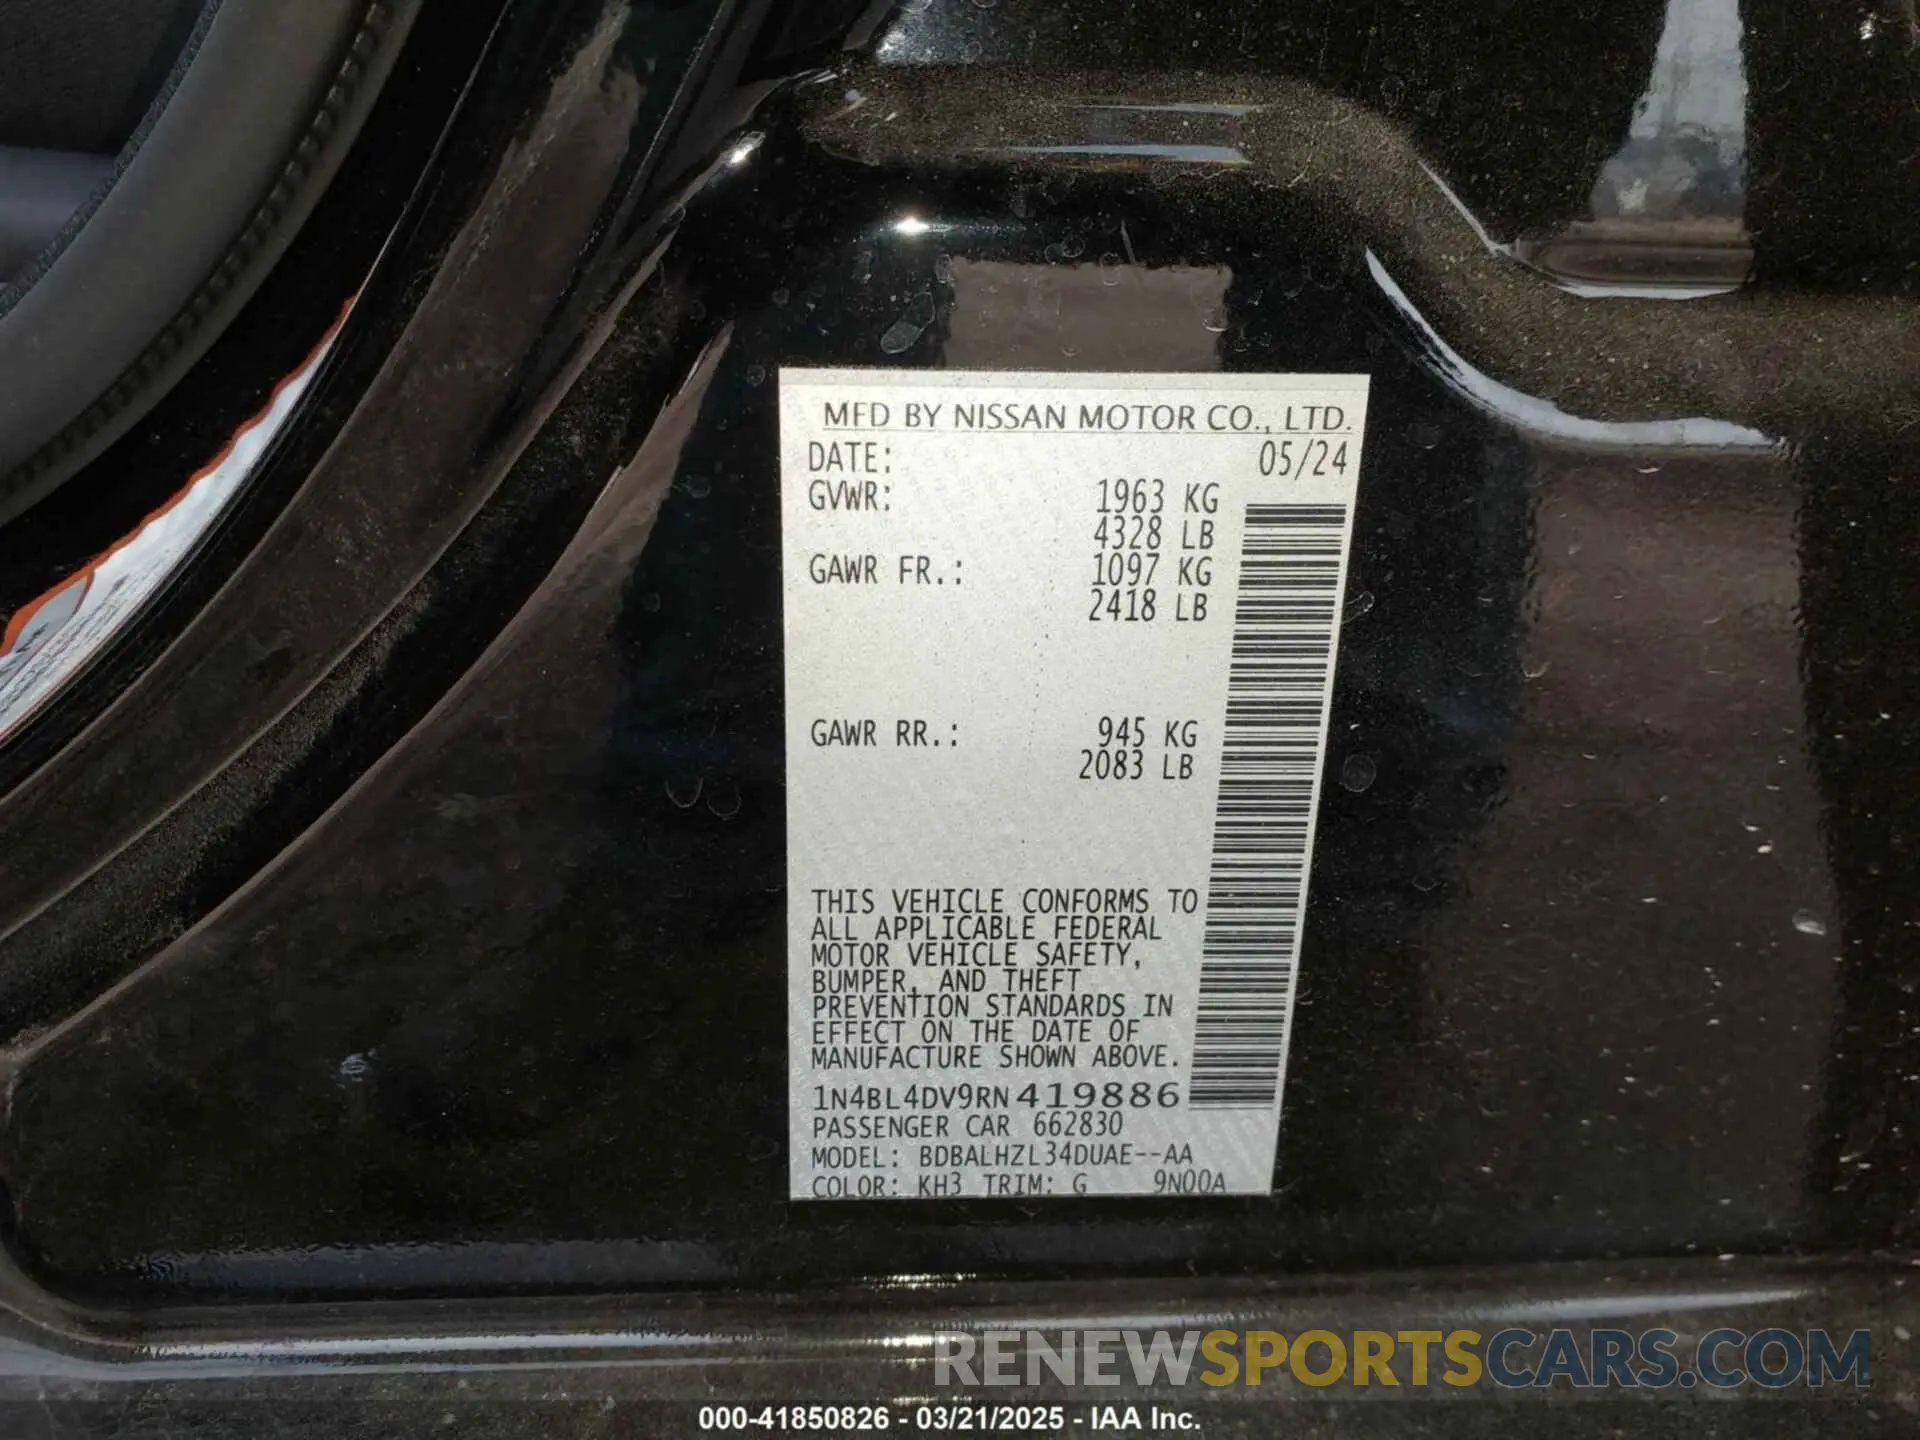 MFD BY NISSAN MOTOR CO., LTD.
DATE: 05/24
GVWR: 1963 KG
4328 LB
GAWR FR.: 1097 KG
2418 LB
GAWR RR.: 945 KG
2083 LB
THIS VEHICLE CONFORMS TO
ALL APPLICABLE FEDERAL
MOTOR VEHICLE SAFETY,
BUMPER, AND THEFT
PREVENTION STANDARDS IN
EFFECT ON THE DATE OF
MANUFACTURE SHOWN ABOVE.
1N4BL4DV9RN419886
PASSENGER CAR 662830
MODEL: BDBALHZL34DUAE--AA
COLOR: KH3 TRIM: G 9N00A
RENEWSPORTSCARS.COM
000-41850826 - 03/21/2025 - IAA Inc.